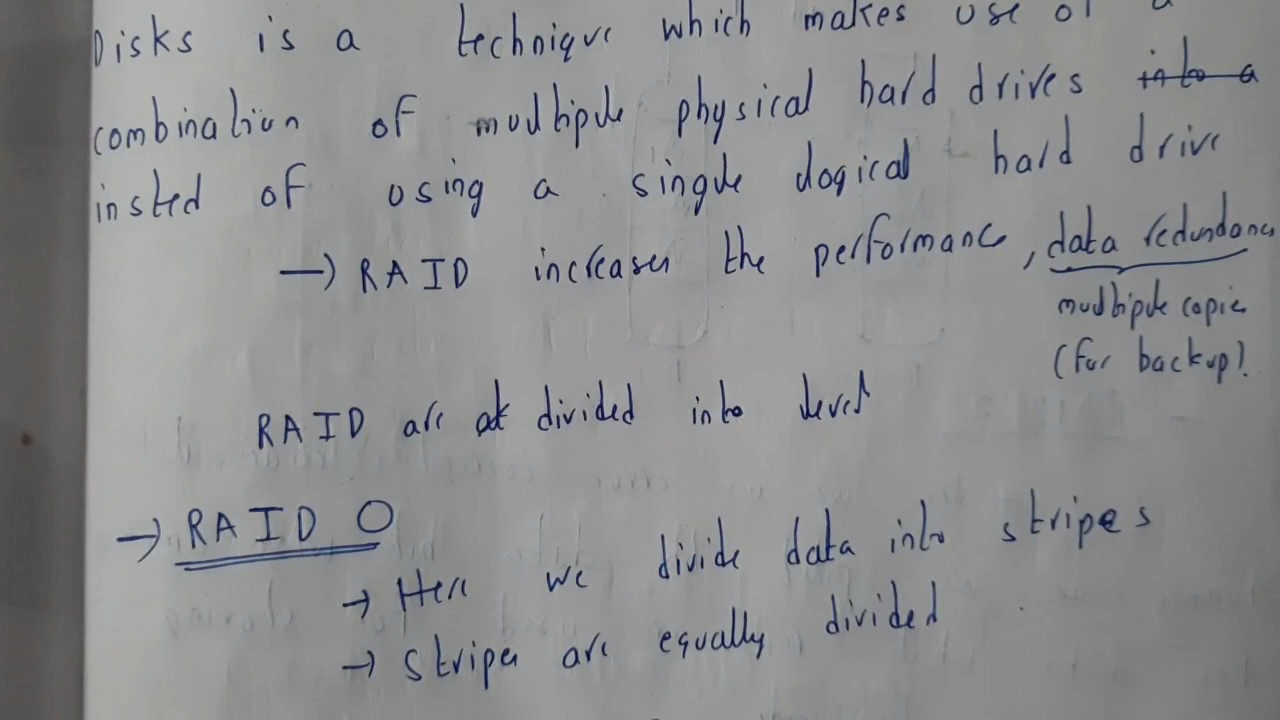 Disks is a technique which makes use of a
combination of multiple physical hard drives into a
insted of using a single logical hard drive
→ RAID increases the performance, data redundancy
multiple copies
(for backup).
RAID are divided into level
→ RAID 0
→ Here we divide data into stripes
→ stripes are equally divided